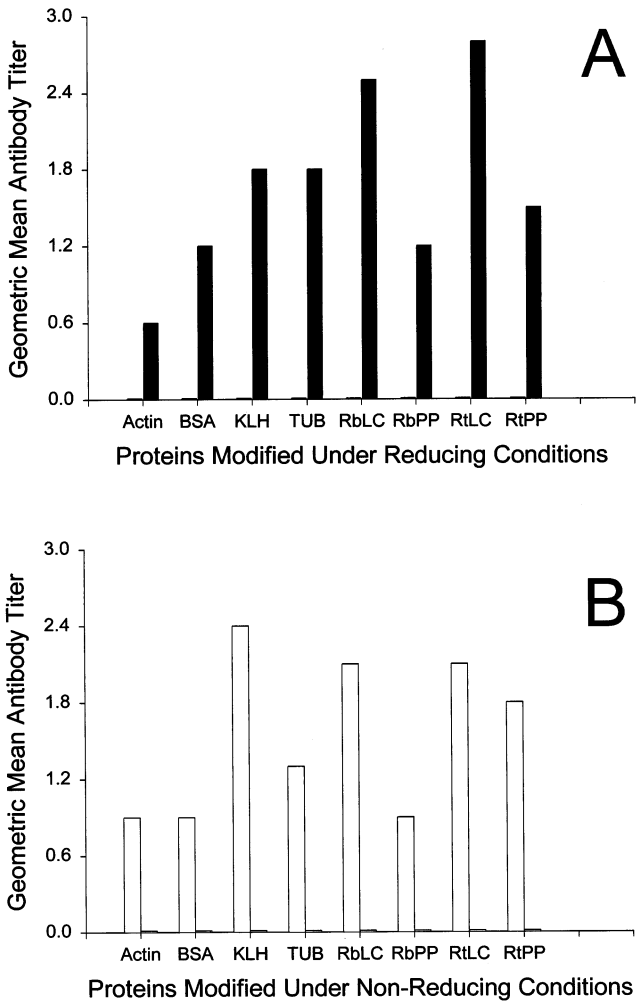 A
Geometric Mean Antibody Titer
3.0
2.4
1.8
1.2
0.6
0.0
Actin BSA KLH TUB RbLC RbPP RtLC RtPP
Proteins Modified Under Reducing Conditions
B
Geometric Mean Antibody Titer
3.0
2.4
1.8
1.2
0.6
0.0
Actin BSA KLH TUB RbLC RbPP RtLC RtPP
Proteins Modified Under Non-Reducing Conditions